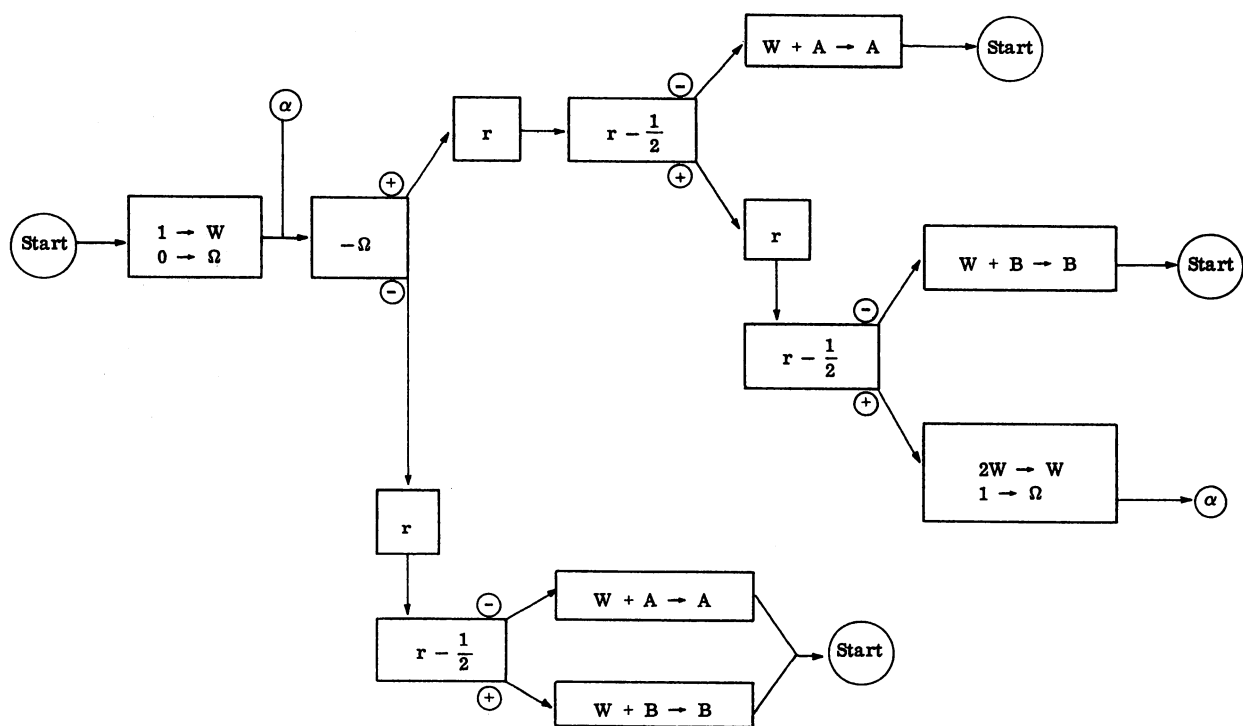 W + A → A
Start
α
r
r − 1/2
⊖
⊕
Start
1 → W
0 → Ω
⊕
− Ω
⊖
r
W + B → B
Start
⊖
r − 1/2
⊕
2W → W
1 → Ω
α
r
W + A → A
⊖
r − 1/2
⊕
Start
W + B → B